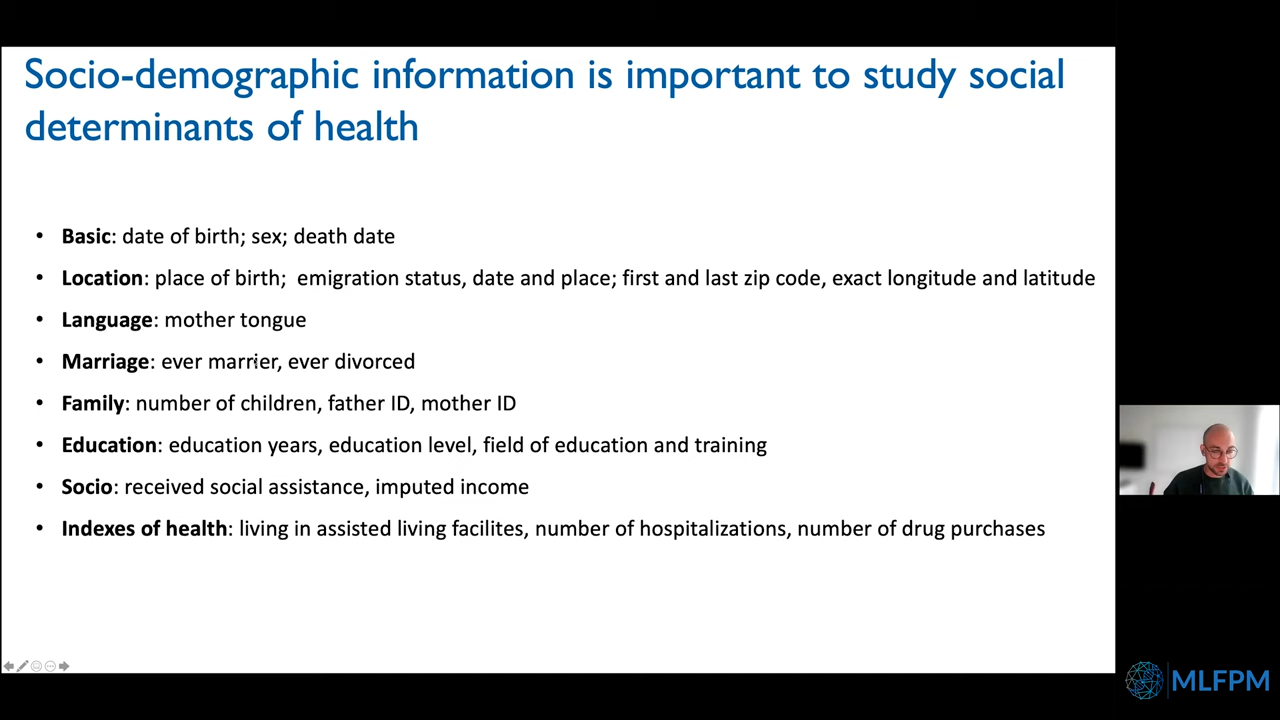 Socio-demographic information is important to study social
determinants of health
• Basic: date of birth; sex; death date
• Location: place of birth; emigration status, date and place; first and last zip code, exact longitude and latitude
• Language: mother tongue
• Marriage: ever marrier, ever divorced
• Family: number of children, father ID, mother ID
• Education: education years, education level, field of education and training
• Socio: received social assistance, imputed income
• Indexes of health: living in assisted living facilites, number of hospitalizations, number of drug purchases
MLFPM